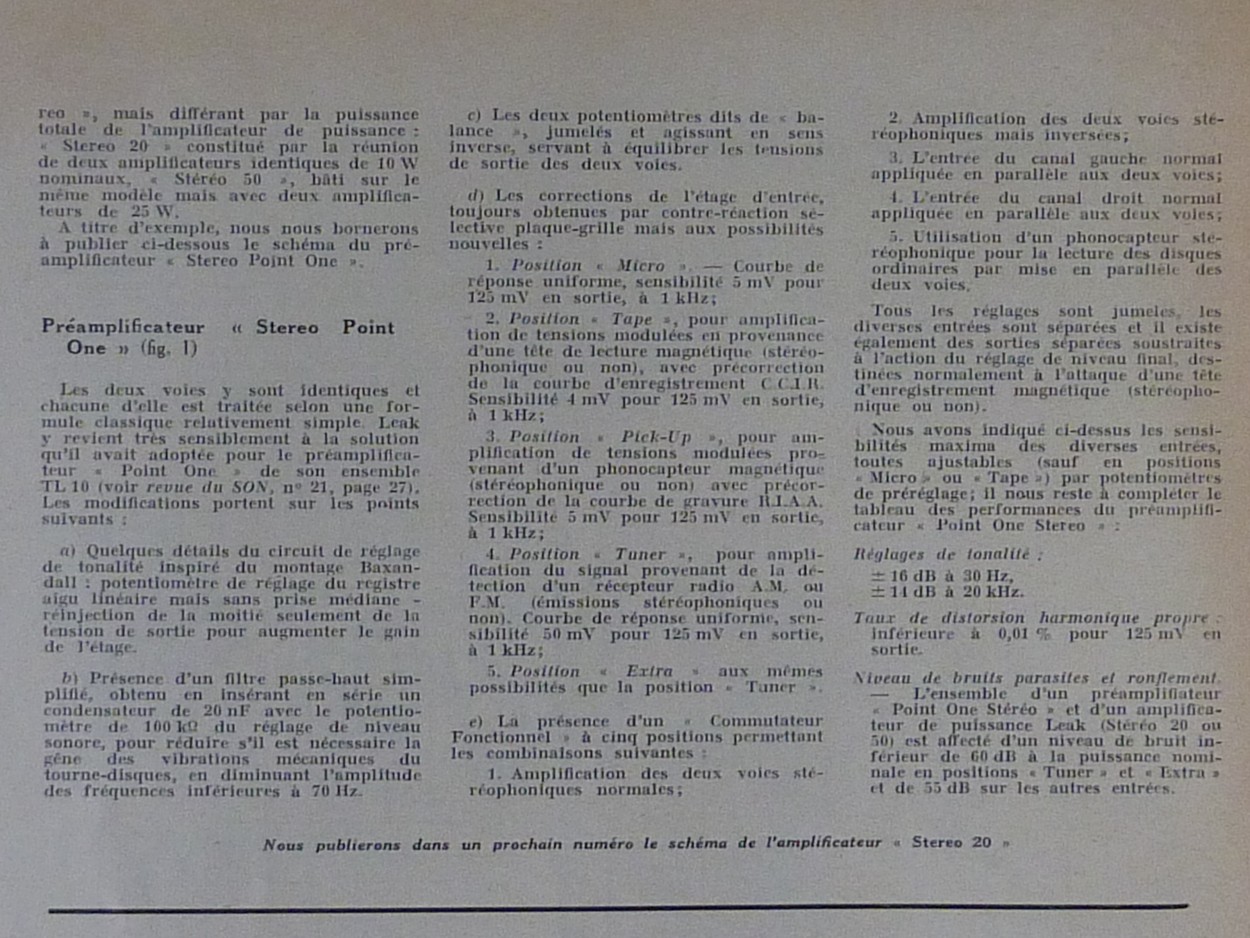 reo », mais différant par la puissance
totale de l'amplificateur de puissance :
« Stereo 20 » constitué par la réunion
de deux amplificateurs identiques de 10 W
nominaux, « Stéréo 50 », bâti sur le
même modèle mais avec deux amplifica-
teurs de 25 W.
A titre d'exemple, nous nous bornerons
à publier ci-dessous le schéma du pré-
amplificateur « Stereo Point One ».
Préamplificateur « Stereo Point
One » (fig. 1)
Les deux voies y sont identiques et
chacune d'elle est traitée selon une for-
mule classique relativement simple. Leak
y revient très sensiblement à la solution
qu'il avait adoptée pour le préamplifica-
teur « Point One » de son ensemble
TL 10 (voir revue du SON, n° 21, page 27).
Les modifications portent sur les points
suivants :
a) Quelques détails du circuit de réglage
de tonalité inspiré du montage Baxan-
dall : potentiomètre de réglage du registre
aigu linéaire mais sans prise médiane -
réinjection de la moitié seulement de la
tension de sortie pour augmenter le gain
de l'étage.
b) Présence d'un filtre passe-haut sim-
plifié, obtenu en insérant en série un
condensateur de 20 nF avec le potentio-
mètre de 100 kΩ du réglage de niveau
sonore, pour réduire s'il est nécessaire la
gêne des vibrations mécaniques du
tourne-disques, en diminuant l'amplitude
des fréquences inférieures à 70 Hz.
c) Les deux potentiomètres dits de « ba-
lance », jumelés et agissant en sens
inverse, servant à équilibrer les tensions
de sortie des deux voies.
d) Les corrections de l'étage d'entrée,
toujours obtenues par contre-réaction sé-
lective plaque-grille mais aux possibilités
nouvelles :
1. Position « Micro ». — Courbe de
réponse uniforme, sensibilité 5 mV pour
125 mV en sortie, à 1 kHz;
2. Position « Tape », pour amplifica-
tion de tensions modulées en provenance
d'une tête de lecture magnétique (stéréo-
phonique ou non), avec précorrection
de la courbe d'enregistrement C.C.I.R.
Sensibilité 4 mV pour 125 mV en sortie,
à 1 kHz;
3. Position « Pick-Up », pour am-
plification de tensions modulées pro-
venant d'un phonocapteur magnétique
(stéréophonique ou non) avec précor-
rection de la courbe de gravure R.I.A.A.
Sensibilité 5 mV pour 125 mV en sortie,
à 1 kHz;
4. Position « Tuner », pour ampli-
fication du signal provenant de la dé-
tection d'un récepteur radio A.M. ou
F.M. (émissions stéréophoniques ou
non). Courbe de réponse uniforme, sen-
sibilité 50 mV pour 125 mV en sortie,
à 1 kHz;
5. Position « Extra » aux mêmes
possibilités que la position « Tuner ».
e) La présence d'un « Commutateur
Fonctionnel » à cinq positions permettant
les combinaisons suivantes :
1. Amplification des deux voies sté-
réophoniques normales;
2. Amplification des deux voies sté-
réophoniques mais inversées;
3. L'entrée du canal gauche normal
appliquée en parallèle aux deux voies;
4. L'entrée du canal droit normal
appliquée en parallèle aux deux voies;
5. Utilisation d'un phonocapteur sté-
réophonique pour la lecture des disques
ordinaires par mise en parallèle des
deux voies.
Tous les réglages sont jumelés, les
diverses entrées sont séparées et il existe
également des sorties séparées soustraites
à l'action du réglage de niveau final, des-
tinées normalement à l'attaque d'une tête
d'enregistrement magnétique (stéréopho-
nique ou non).
Nous avons indiqué ci-dessus les sensi-
bilités maxima des diverses entrées,
toutes ajustables (sauf en positions
« Micro » ou « Tape ») par potentiomètres
de préréglage; il nous reste à compléter le
tableau des performances du préamplifi-
cateur « Point One Stereo » :
Réglages de tonalité :
± 16 dB à 30 Hz,
± 14 dB à 20 kHz.
Taux de distorsion harmonique propre :
inférieure à 0,01 % pour 125 mV en
sortie.
Niveau de bruits parasites et ronflement.
— L'ensemble d'un préamplifiateur
« Point One Stéréo » et d'un amplifica-
teur de puissance Leak (Stéréo 20 ou
50) est affecté d'un niveau de bruit in-
férieur de 60 dB à la puissance nomi-
nale en positions « Tuner » et « Extra »
et de 55 dB sur les autres entrées.
Nous publierons dans un prochain numéro le schéma de l'amplificateur « Stereo 20 »